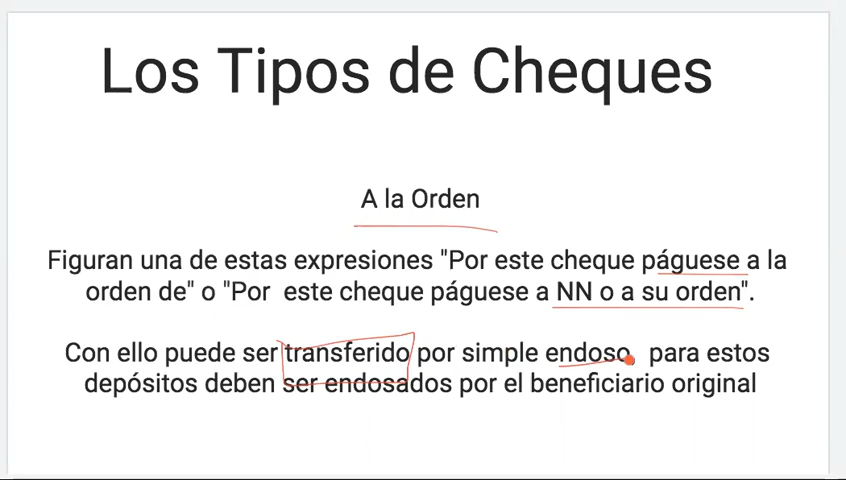 Los Tipos de Cheques
A la Orden
Figuran una de estas expresiones "Por este cheque páguese a la
orden de" o "Por este cheque páguese a NN o a su orden".
Con ello puede ser transferido por simple endoso, para estos
depósitos deben ser endosados por el beneficiario original